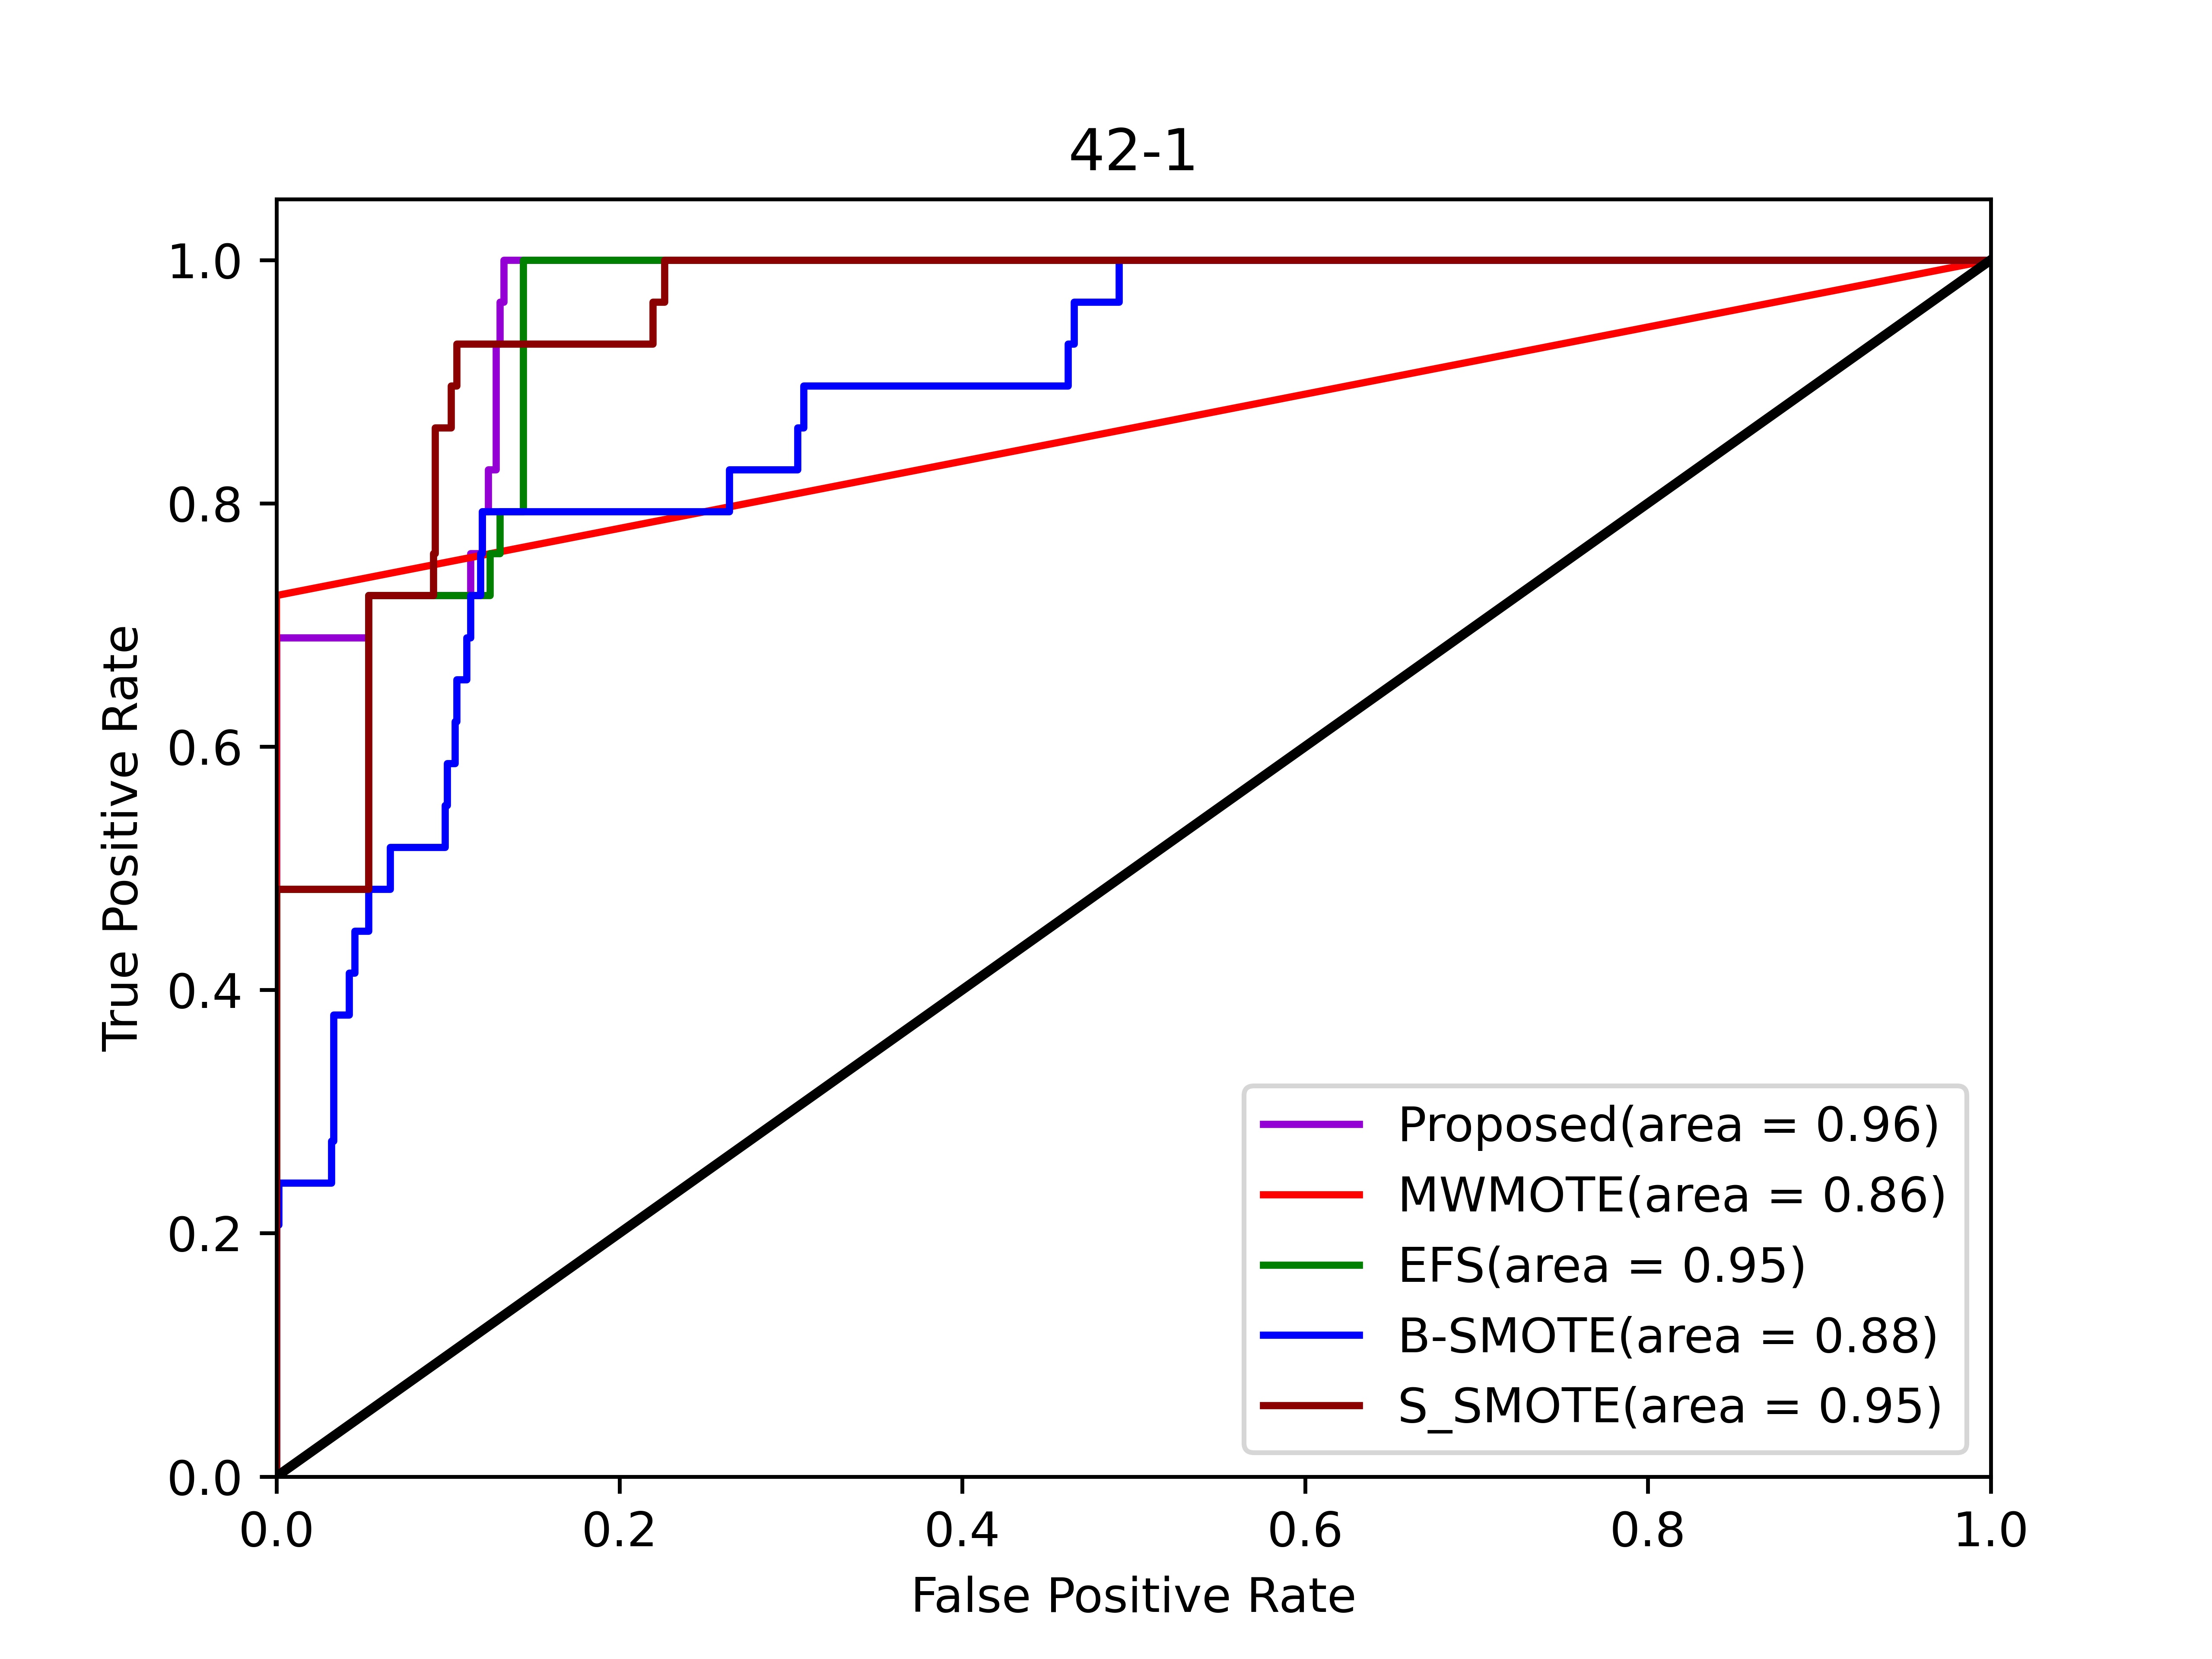 42-1
True Positive Rate
1.0
0.8
0.6
0.4
0.2
0.0
0.0 0.2 0.4 0.6 0.8 1.0
False Positive Rate
Proposed(area = 0.96)
MWMOTE(area = 0.86)
EFS(area = 0.95)
B-SMOTE(area = 0.88)
S_SMOTE(area = 0.95)